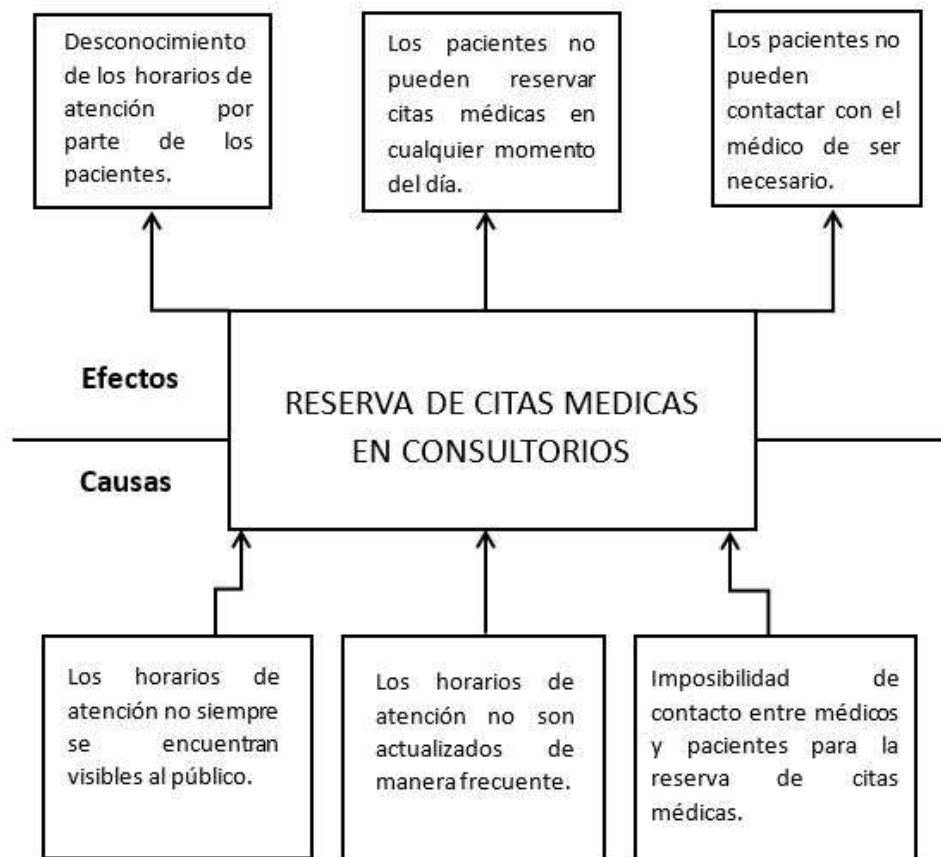 Desconocimiento
de los horarios de
atención por
parte de los
pacientes.
Los pacientes no
pueden reservar
citas médicas en
cualquier momento
del día.
Los pacientes no
pueden
contactar con el
médico de ser
necesario.
Efectos
RESERVA DE CITAS MEDICAS
EN CONSULTORIOS
Causas
Los horarios de
atención no siempre
se encuentran
visibles al público.
Los horarios de
atención no son
actualizados de
manera frecuente.
Imposibilidad de
contacto entre médicos
y pacientes para la
reserva de citas
médicas.